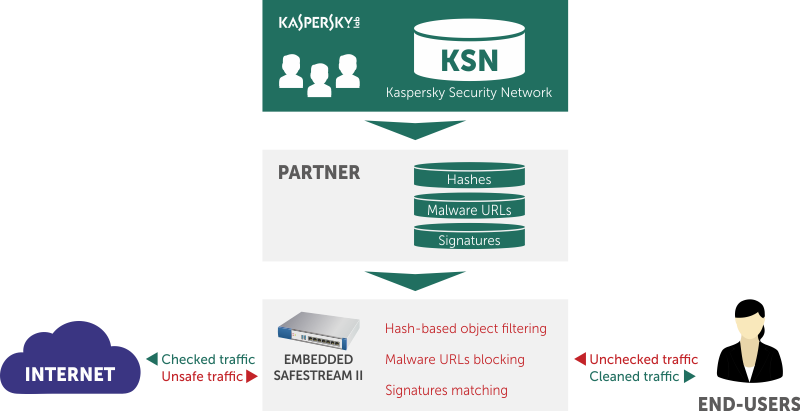 KASPERSKY lab
KSN
Kaspersky Security Network
PARTNER
Hashes
Malware URLs
Signatures
INTERNET
Checked traffic
Unsafe traffic
EMBEDDED
SAFESTREAM II
Hash-based object filtering
Malware URLs blocking
Signatures matching
Unchecked traffic
Cleaned traffic
END-USERS